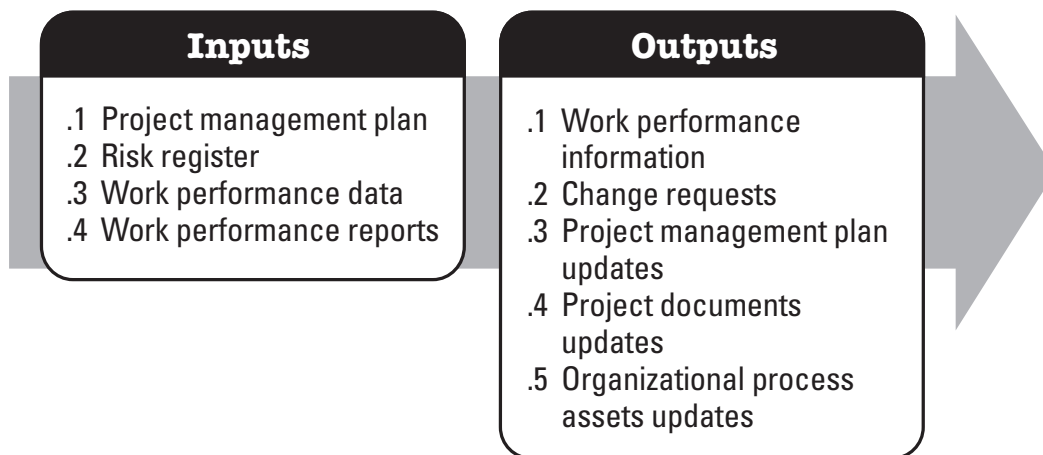 Inputs
.1 Project management plan
.2 Risk register
.3 Work performance data
.4 Work performance reports
Outputs
.1 Work performance
information
.2 Change requests
.3 Project management plan
updates
.4 Project documents
updates
.5 Organizational process
assets updates